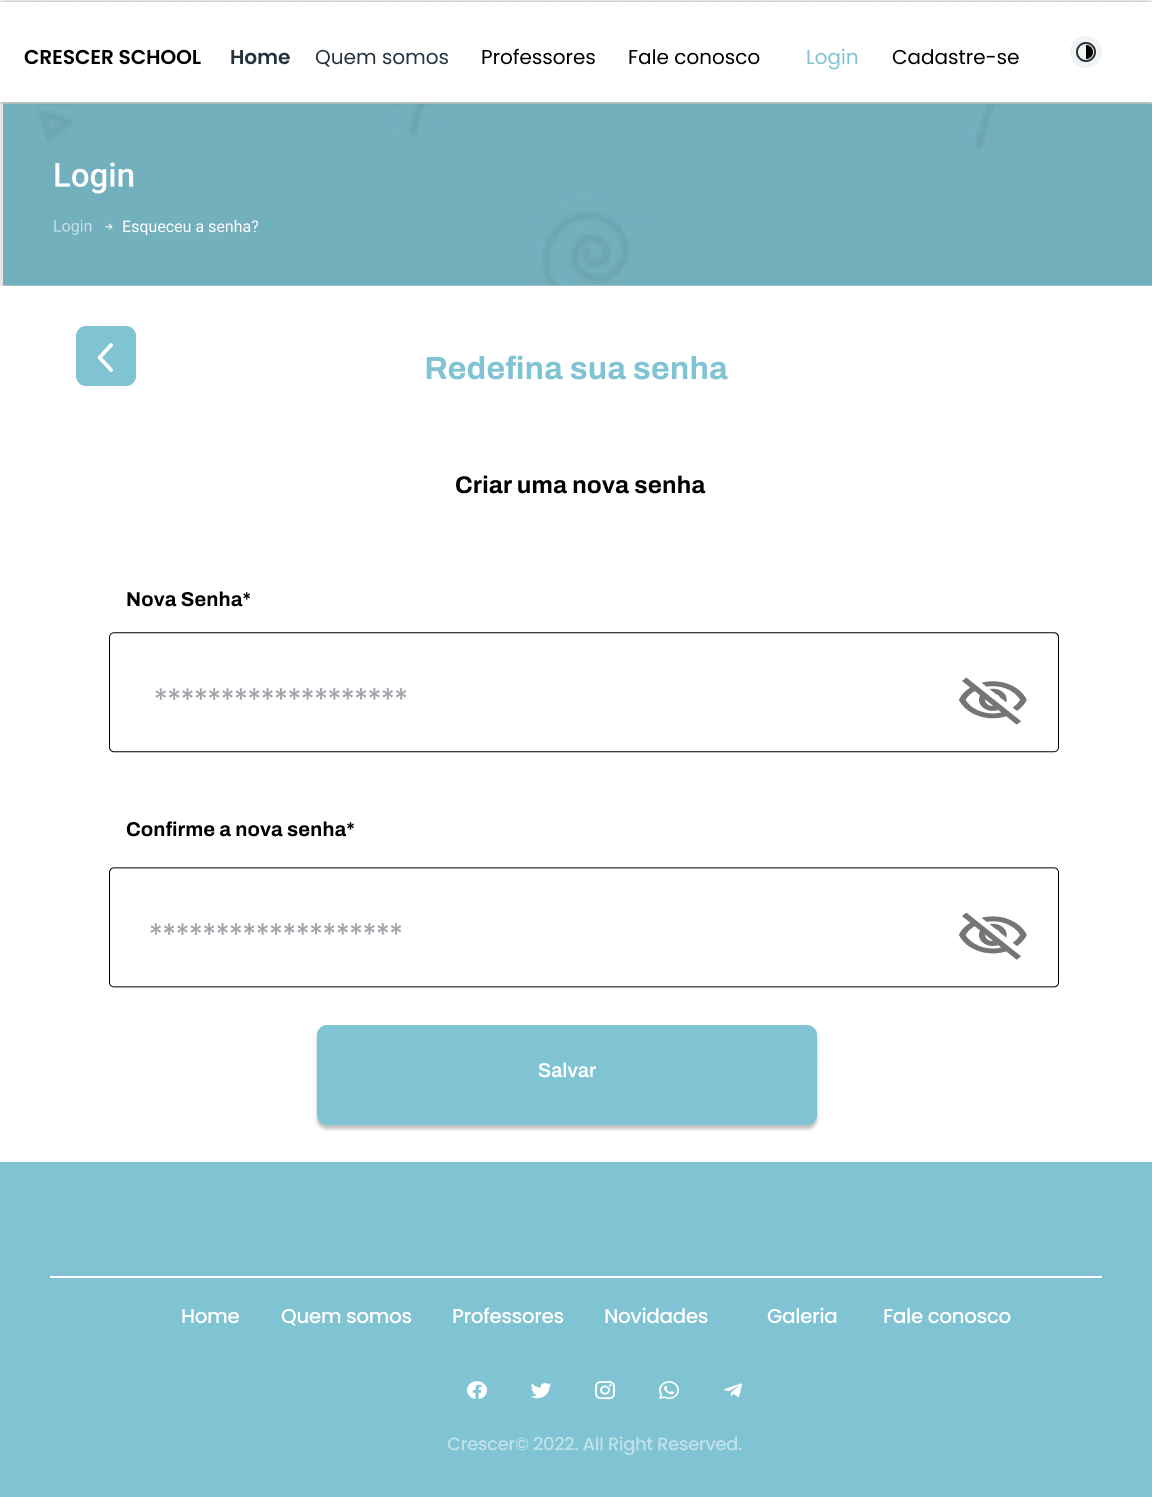 CRESCER SCHOOL Home Quem somos Professores Fale conosco Login Cadastre-se
Login
Login → Esqueceu a senha?
Redefina sua senha
Criar uma nova senha
Nova Senha*
*******************
Confirme a nova senha*
*******************
Salvar
Home Quem somos Professores Novidades Galeria Fale conosco
Crescer© 2022. All Right Reserved.